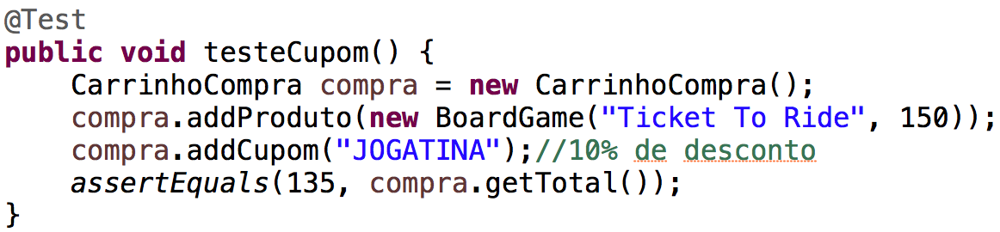 @Test
public void testeCupom() {
    CarrinhoCompra compra = new CarrinhoCompra();
    compra.addProduto(new BoardGame("Ticket To Ride", 150));
    compra.addCupom("JOGATINA");//10% de desconto
    assertEquals(135, compra.getTotal());
}